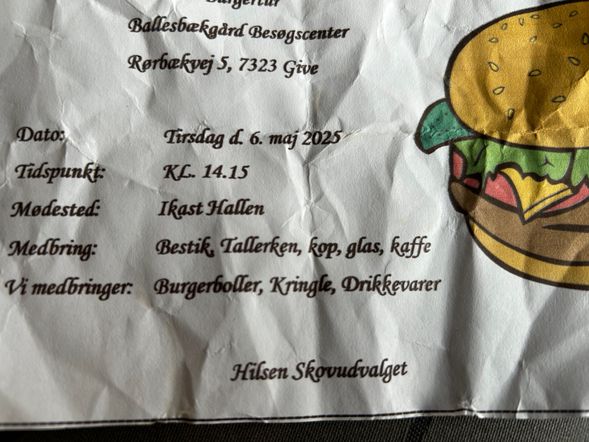 Burgertur
Ballesbækgård Besøgscenter
Rørbækvej 5, 7323 Give
Dato: Tirsdag d. 6. maj 2025
Tidspunkt: KL. 14.15
Mødested: Ikast Hallen
Medbring: Bestik, Tallerken, kop, glas, kaffe
Vi medbringer: Burgerboller, Kringle, Drikkevarer
Hilsen Skovudvalget